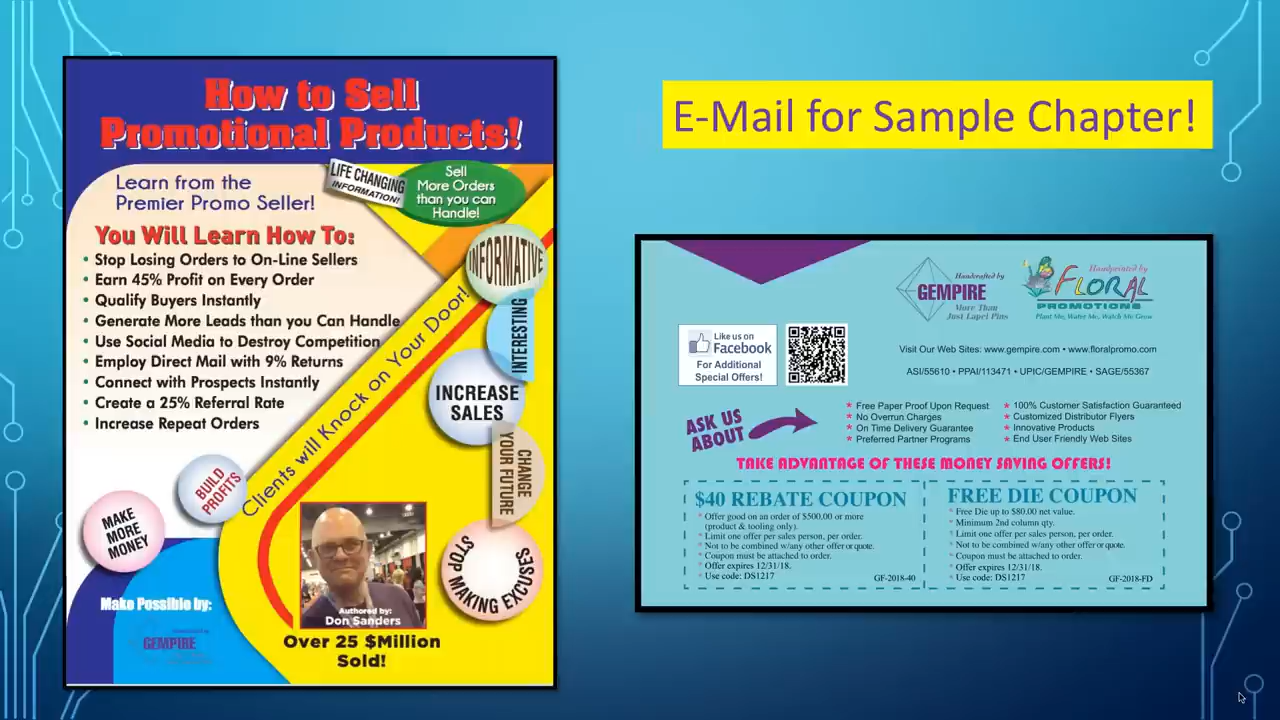 How to Sell
Promotional Products!
LIFE CHANGING
INFORMATION!
Sell
More Orders
than you can
Handle!
Learn from the
Premier Promo Seller!
You Will Learn How To:
• Stop Losing Orders to On-Line Sellers
• Earn 45% Profit on Every Order
• Qualify Buyers Instantly
• Generate More Leads than you Can Handle
• Use Social Media to Destroy Competition
• Employ Direct Mail with 9% Returns
• Connect with Prospects Instantly
• Create a 25% Referral Rate
• Increase Repeat Orders
INFORMATIVE
INTERESTING
INCREASE
SALES
CHANGE
YOUR FUTURE
STOP MAKING EXCUSES
Clients will Knock on Your Door!
BUILD
PROFITS
MAKE
MORE
MONEY
Make Possible by:
GEMPIRE
Authored by:
Don Sanders
Over 25 $Million
Sold!
E-Mail for Sample Chapter!
Handcrafted by
GEMPIRE
More Than
Just Lapel Pins
Handprinted by
FLORAL
PROMOTIONS
Plant Me, Water Me, Watch Me Grow
Like us on
Facebook
For Additional
Special Offers!
Visit Our Web Sites: www.gempire.com • www.floralpromo.com
ASI/55610 • PPAI/113471 • UPIC/GEMPIRE • SAGE/55367
ASK US
ABOUT
★ Free Paper Proof Upon Request
★ No Overrun Charges
★ On Time Delivery Guarantee
★ Preferred Partner Programs
★ 100% Customer Satisfaction Guaranteed
★ Customized Distributor Flyers
★ Innovative Products
★ End User Friendly Web Sites
TAKE ADVANTAGE OF THESE MONEY SAVING OFFERS!
$40 REBATE COUPON
* Offer good on an order of $500.00 or more
(product & tooling only).
* Limit one offer per sales person, per order.
* Not to be combined w/any other offer or quote.
* Coupon must be attached to order.
* Offer expires 12/31/18.
* Use code: DS1217
GF-2018-40
FREE DIE COUPON
* Free Die up to $80.00 net value.
* Minimum 2nd column qty.
* Limit one offer per sales person, per order.
* Not to be combined w/any other offer or quote.
* Coupon must be attached to order.
* Offer expires 12/31/18.
* Use code: DS1217
GF-2018-FD